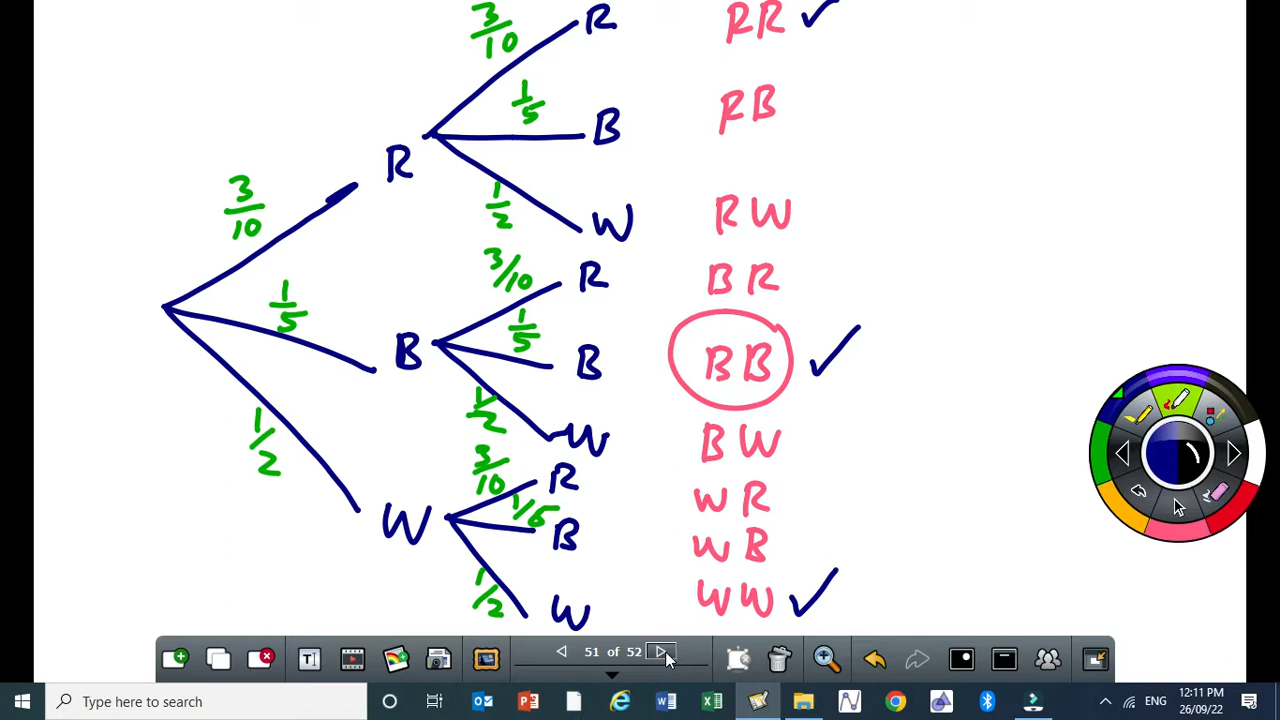 3/10 R RR ✓
1/5 B RB
R
3/10
1/2 W RW
3/10 R BR
1/5
B
1/5 B BB ✓
1/2 W BW
1/2
3/10 R WR
W
1/5 B WB
1/2 W WW ✓
51 of 52
Type here to search
ENG
12:11 PM
26/09/22